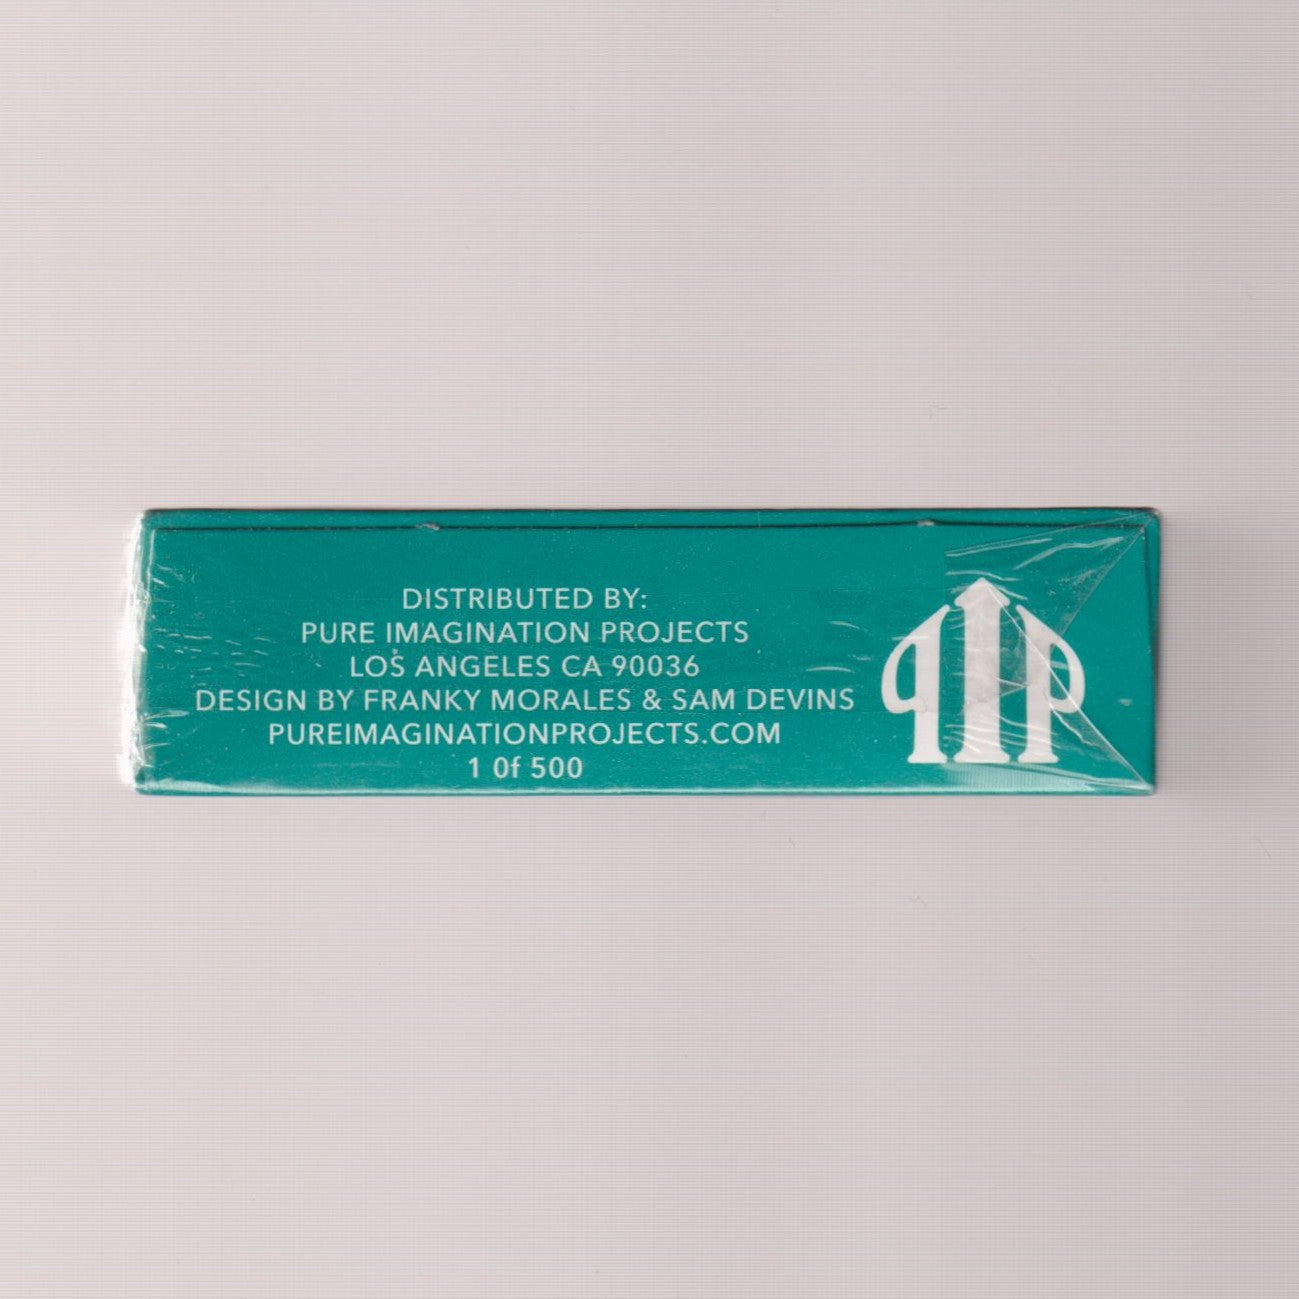 DISTRIBUTED BY:
PURE IMAGINATION PROJECTS
LOS ANGELES CA 90036
DESIGN BY FRANKY MORALES & SAM DEVINS
PUREIMAGINATIONPROJECTS.COM
1 0f 500